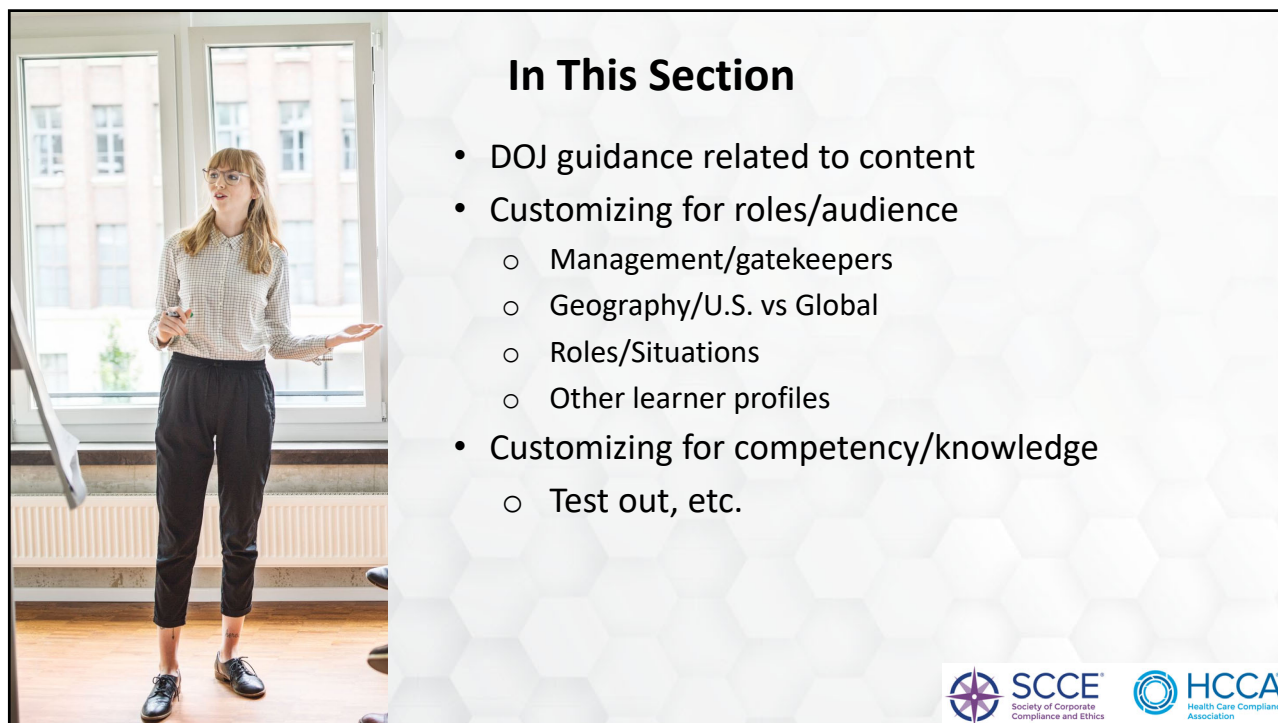 In This Section
• DOJ guidance related to content
• Customizing for roles/audience
o Management/gatekeepers
o Geography/U.S. vs Global
o Roles/Situations
o Other learner profiles
• Customizing for competency/knowledge
o Test out, etc.
SCCE®
Society of Corporate
Compliance and Ethics
HCCA®
Health Care Compliance
Association